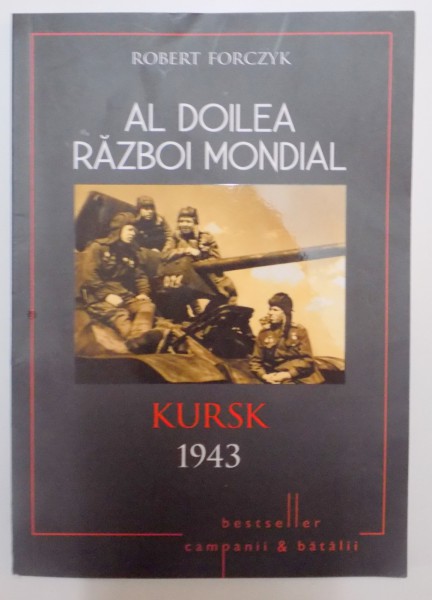 ROBERT FORCZYK
AL DOILEA
RĂZBOI MONDIAL
KURSK
1943
bestseller
campanii & bătălii